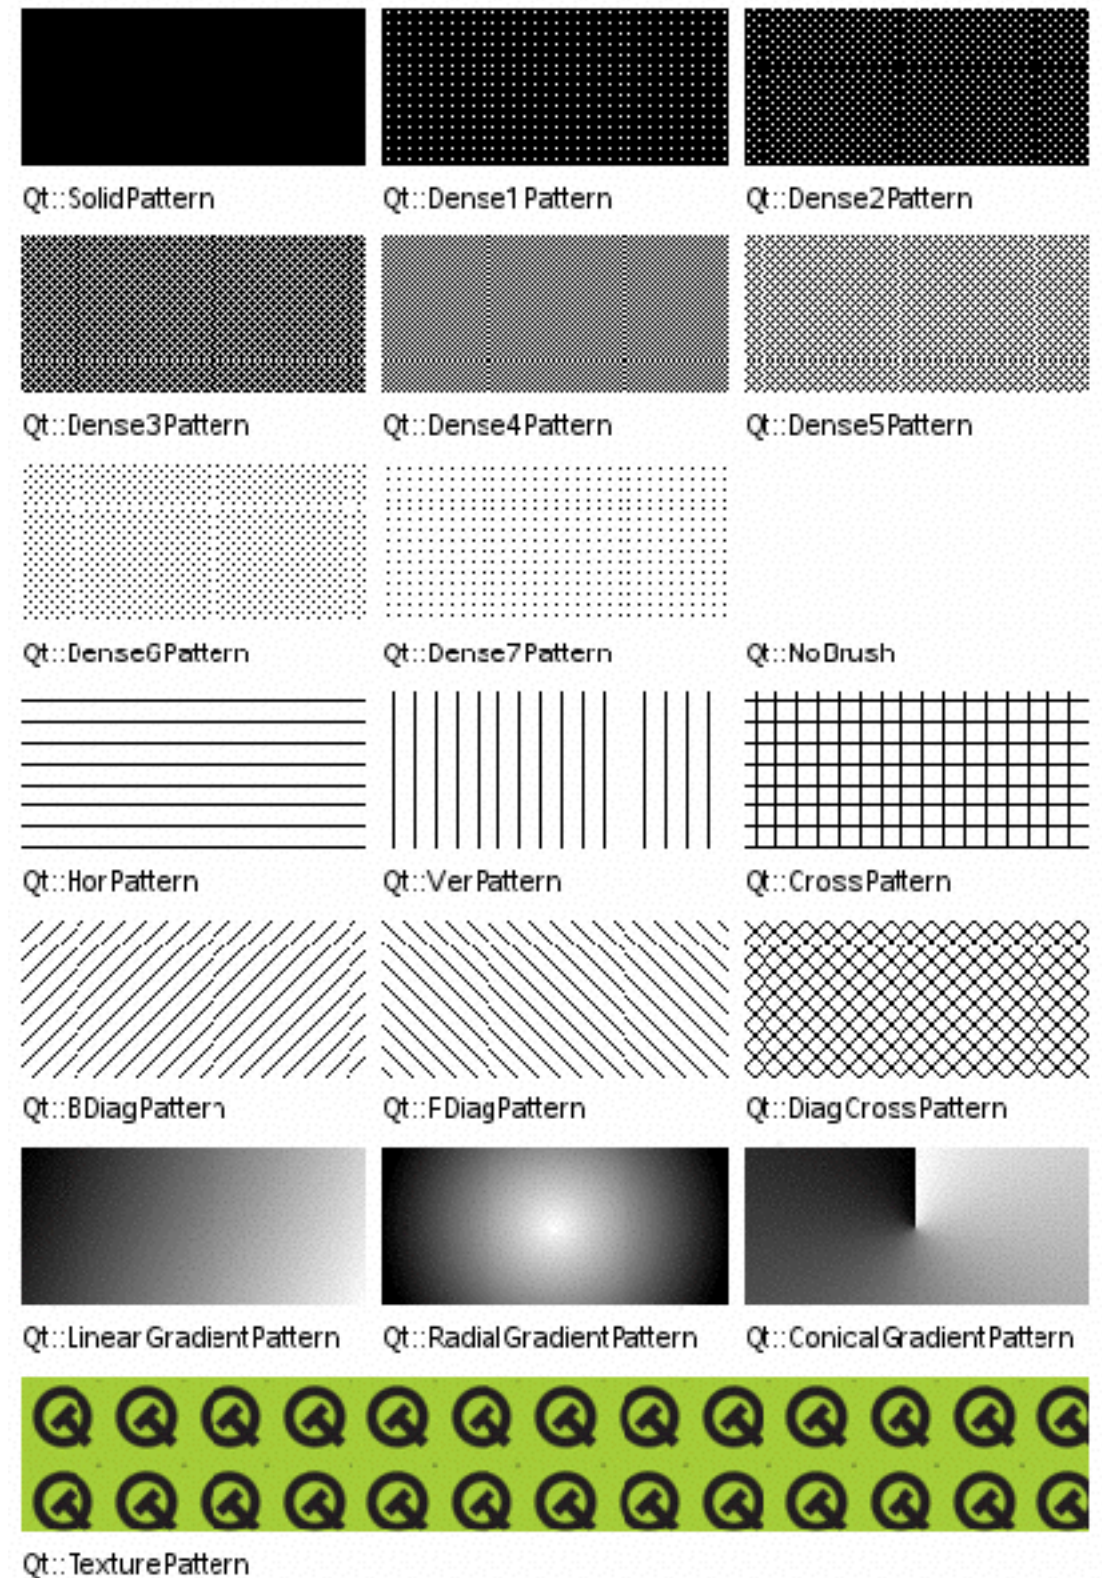 Qt::SolidPattern
Qt::Dense1Pattern
Qt::Dense2Pattern
Qt::Dense3Pattern
Qt::Dense4Pattern
Qt::Dense5Pattern
Qt::Dense6Pattern
Qt::Dense7Pattern
Qt::NoBrush
Qt::HorPattern
Qt::VerPattern
Qt::CrossPattern
Qt::BDiagPattern
Qt::FDiagPattern
Qt::DiagCrossPattern
Qt::LinearGradientPattern
Qt::RadialGradientPattern
Qt::ConicalGradientPattern
Qt::TexturePattern